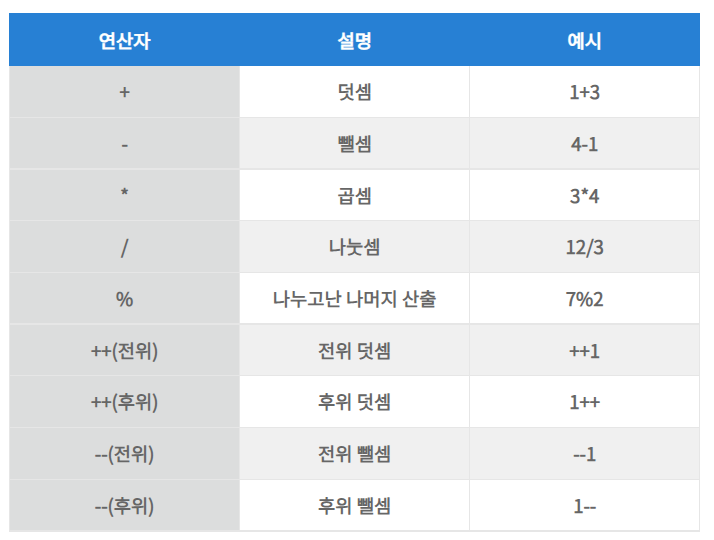 연산자 설명 예시
+ 덧셈 1+3
- 뺄셈 4-1
* 곱셈 3*4
/ 나눗셈 12/3
% 나누고난 나머지 산출 7%2
++(전위) 전위 덧셈 ++1
++(후위) 후위 덧셈 1++
--(전위) 전위 뺄셈 --1
--(후위) 후위 뺄셈 1--